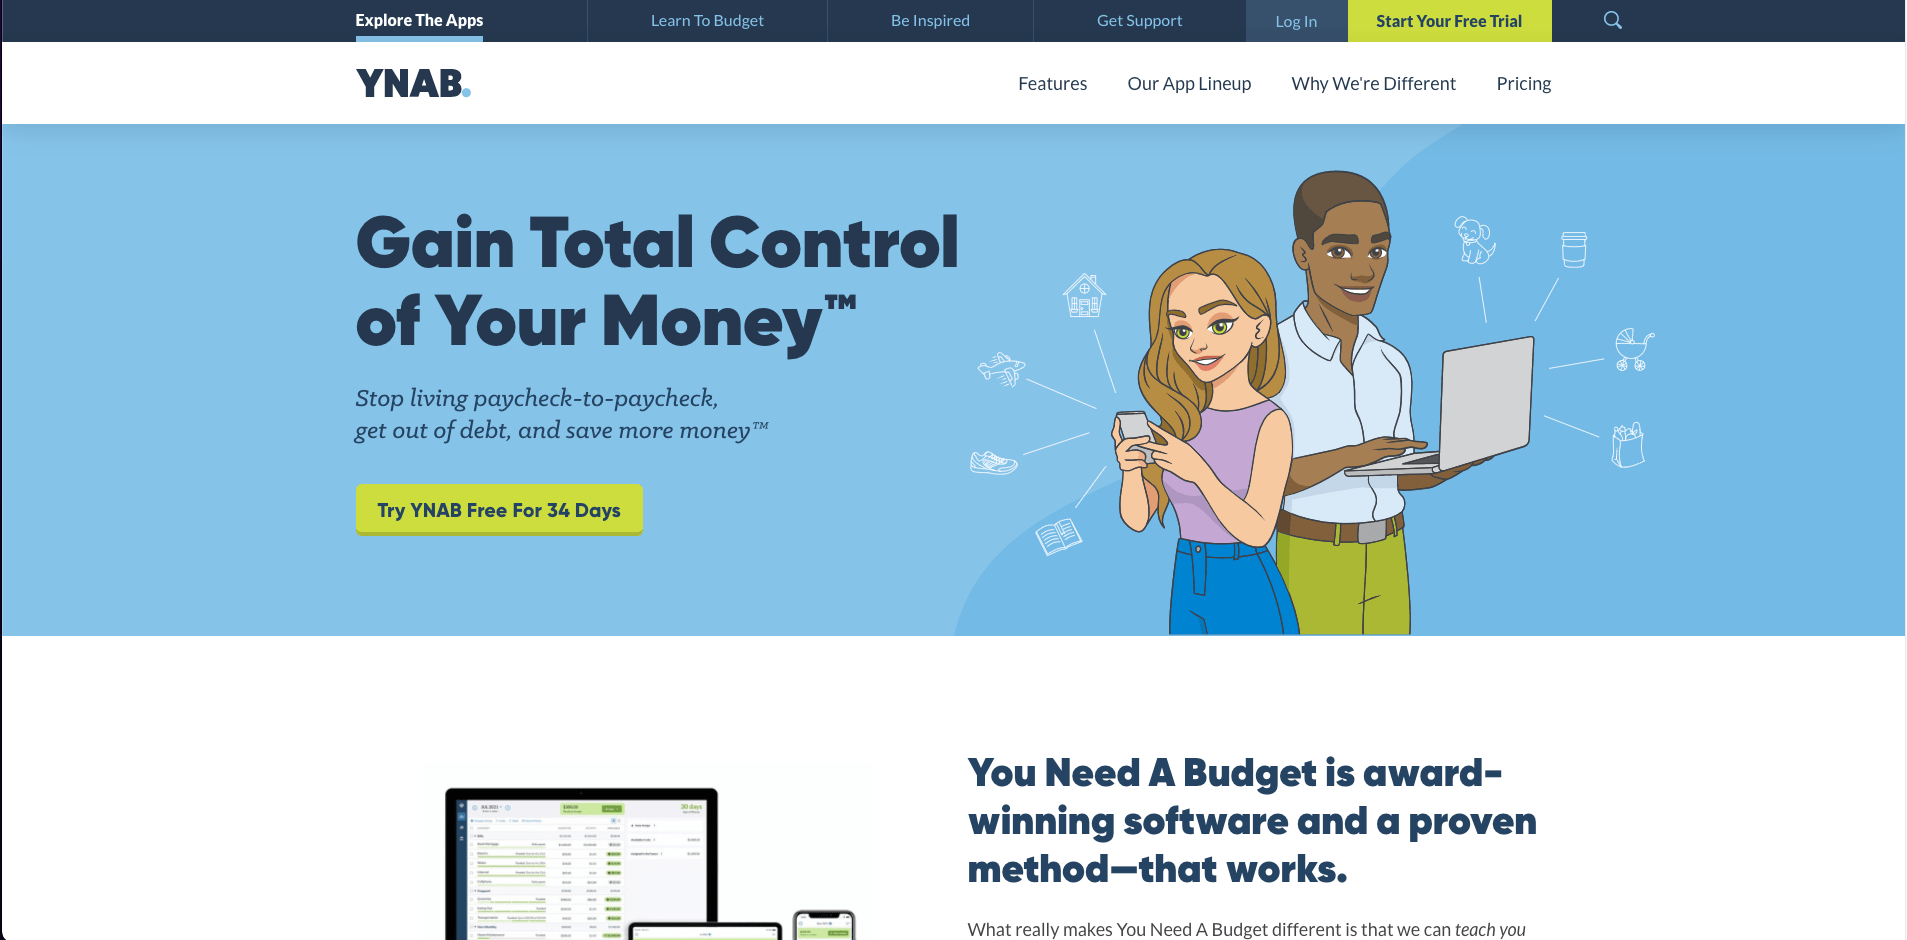 Explore The Apps
Learn To Budget
Be Inspired
Get Support
Log In
Start Your Free Trial
YNAB.
Features
Our App Lineup
Why We're Different
Pricing
Gain Total Control
of Your Money™
Stop living paycheck-to-paycheck,
get out of debt, and save more money™
Try YNAB Free For 34 Days
30 days
You Need A Budget is award-
winning software and a proven
method—that works.
What really makes You Need A Budget different is that we can teach you